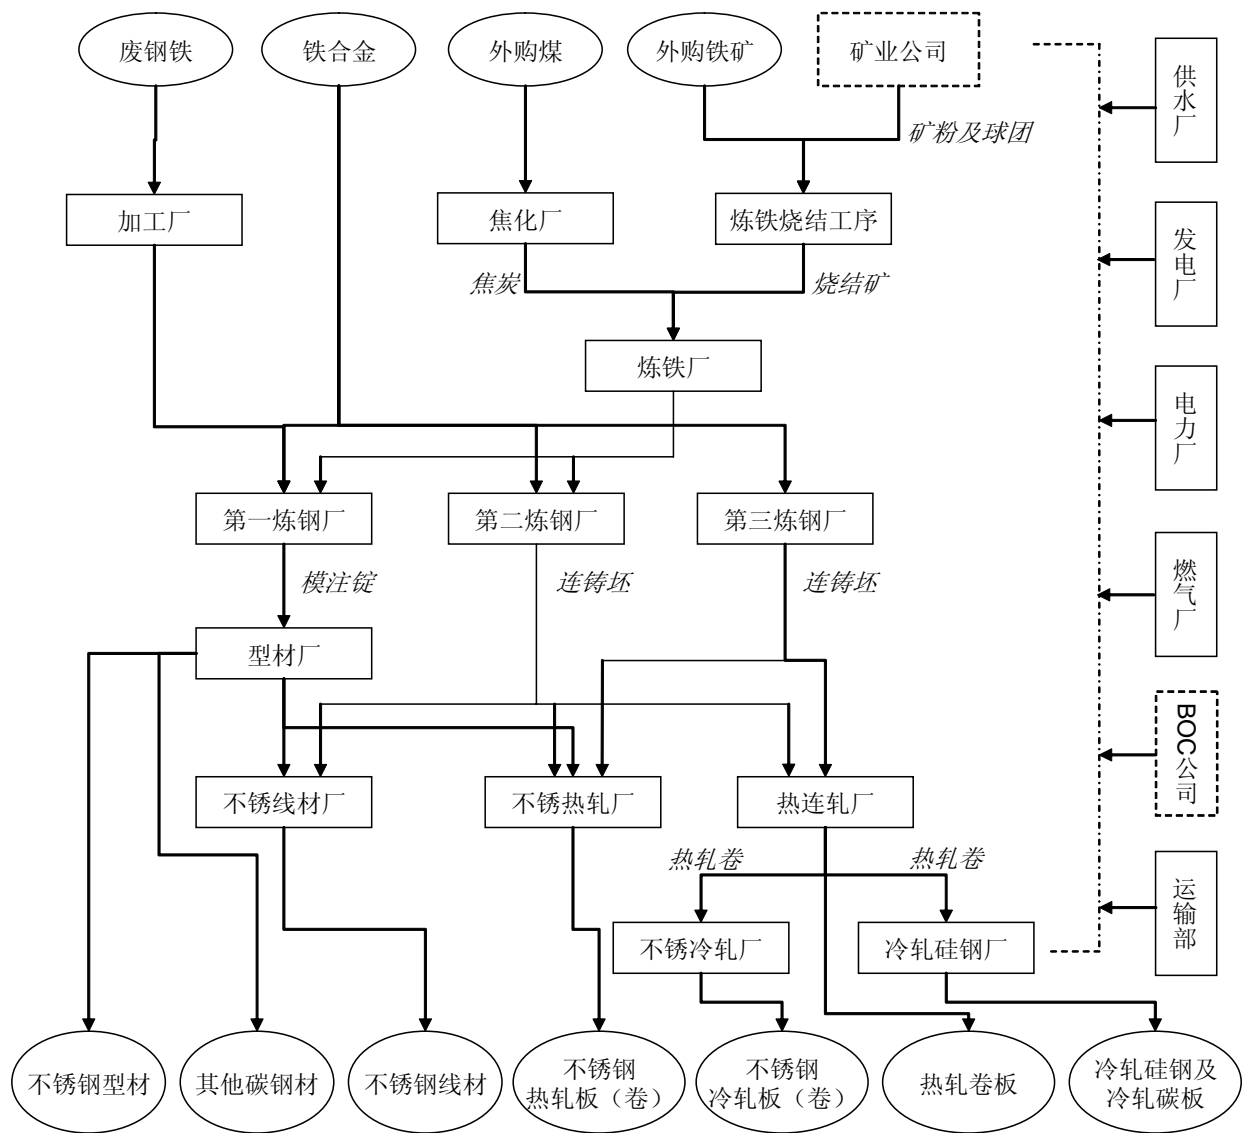 废钢铁
铁合金
外购煤
外购铁矿
矿业公司
供水厂
矿粉及球团
加工厂
焦化厂
炼铁烧结工序
发电厂
焦炭
烧结矿
炼铁厂
电力厂
第一炼钢厂
第二炼钢厂
第三炼钢厂
模注锭
连铸坯
连铸坯
燃气厂
型材厂
BOC公司
不锈线材厂
不锈热轧厂
热连轧厂
热轧卷
热轧卷
运输部
不锈冷轧厂
冷轧硅钢厂
不锈钢型材
其他碳钢材
不锈钢线材
不锈钢
热轧板（卷）
不锈钢
冷轧板（卷）
热轧卷板
冷轧硅钢及
冷轧碳板